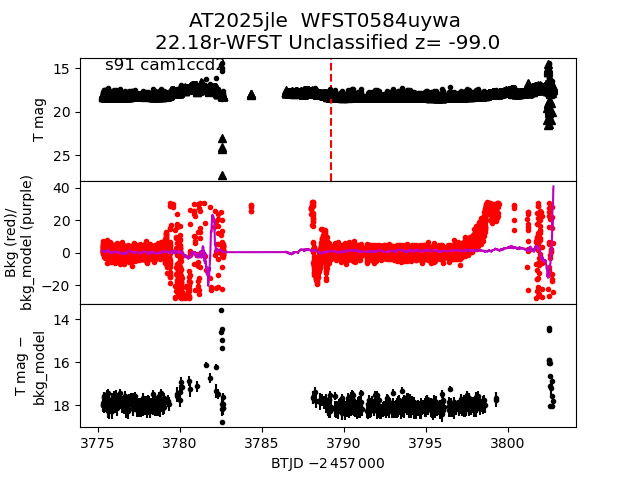 AT2025jle  WFST0584uywa
22.18r-WFST Unclassified z= -99.0
s91 cam1ccd2
T mag
15
20
25
Bkg (red)/
bkg_model (purple)
40
20
0
−20
T mag −
bkg_model
14
16
18
3775 3780 3785 3790 3795 3800
BTJD −2 457 000